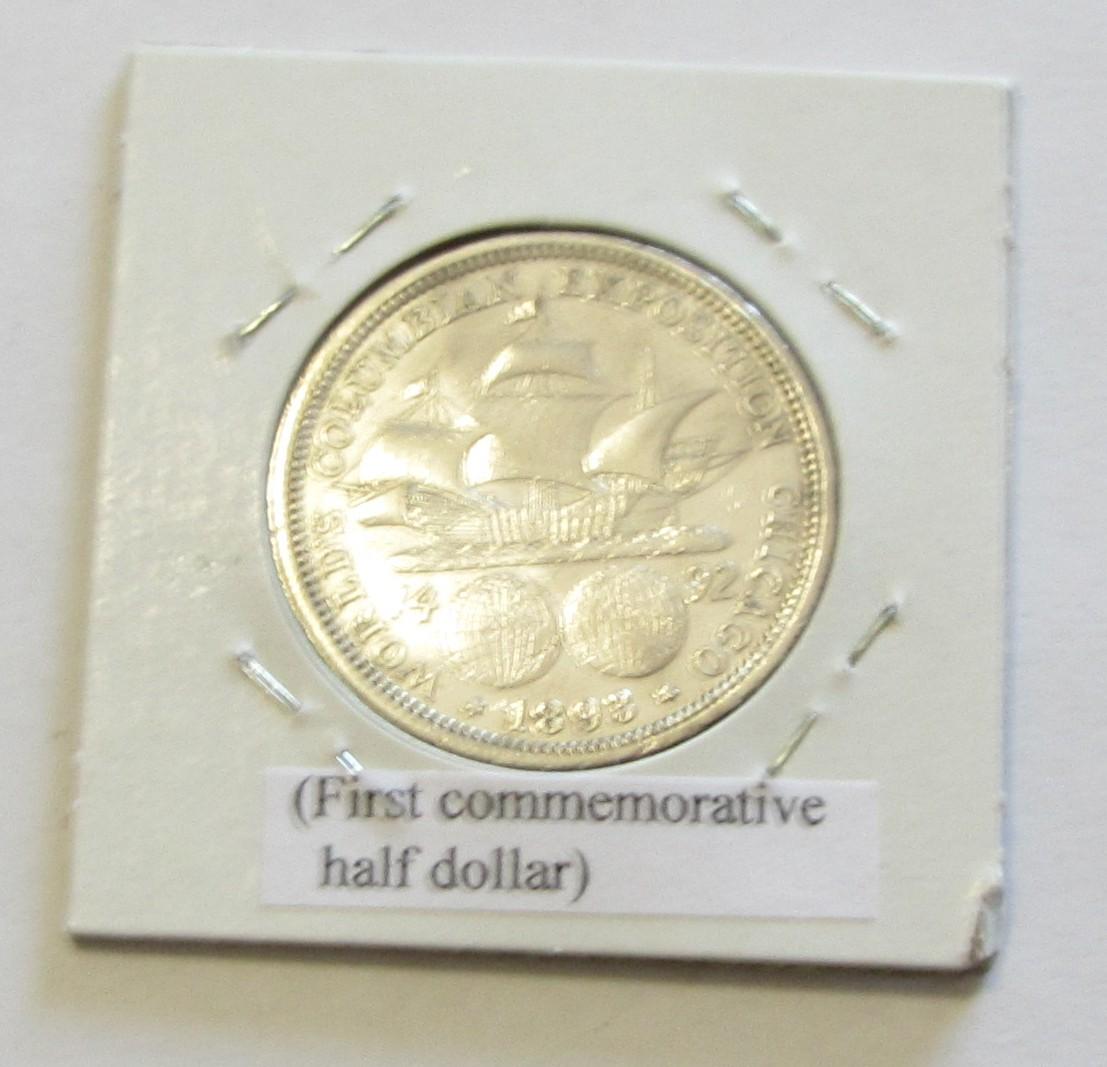 WORLD'S COLUMBIAN EXPOSITION CHICAGO
14 92
* 1893 *
(First commemorative
half dollar)